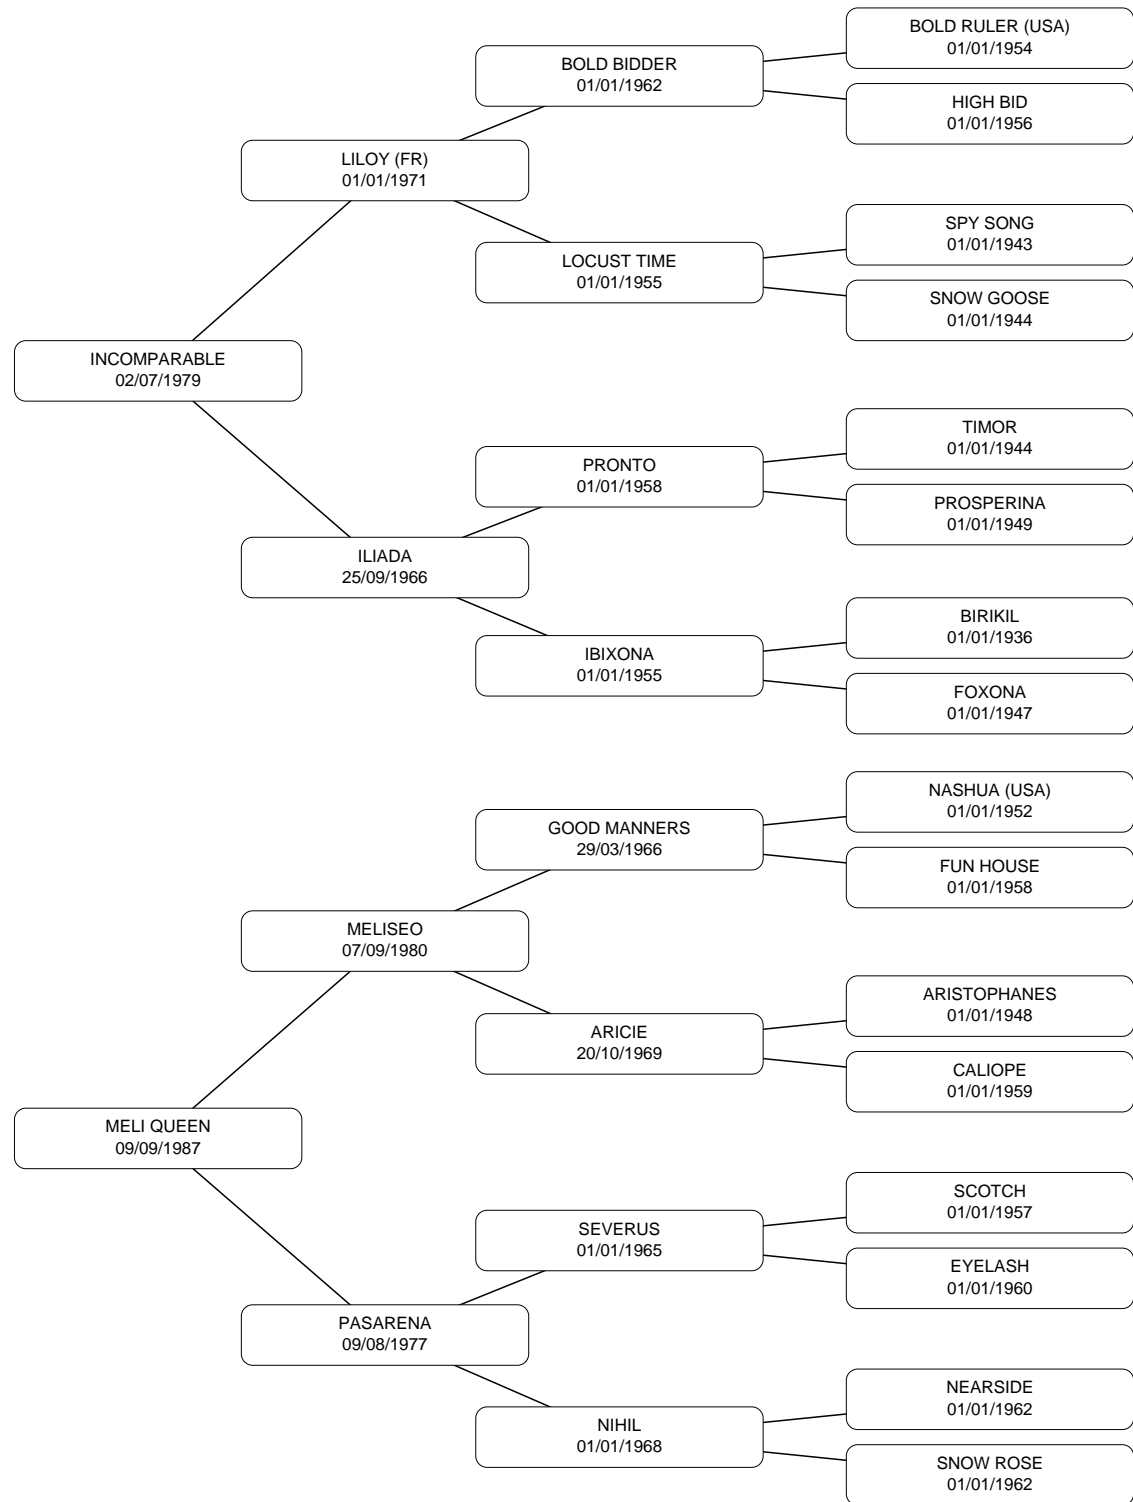 BOLD RULER (USA)
01/01/1954
BOLD BIDDER
01/01/1962
HIGH BID
01/01/1956
LILOY (FR)
01/01/1971
SPY SONG
01/01/1943
LOCUST TIME
01/01/1955
SNOW GOOSE
01/01/1944
INCOMPARABLE
02/07/1979
TIMOR
01/01/1944
PRONTO
01/01/1958
PROSPERINA
01/01/1949
ILIADA
25/09/1966
BIRIKIL
01/01/1936
IBIXONA
01/01/1955
FOXONA
01/01/1947
NASHUA (USA)
01/01/1952
GOOD MANNERS
29/03/1966
FUN HOUSE
01/01/1958
MELISEO
07/09/1980
ARISTOPHANES
01/01/1948
ARICIE
20/10/1969
CALIOPE
01/01/1959
MELI QUEEN
09/09/1987
SCOTCH
01/01/1957
SEVERUS
01/01/1965
EYELASH
01/01/1960
PASARENA
09/08/1977
NEARSIDE
01/01/1962
NIHIL
01/01/1968
SNOW ROSE
01/01/1962